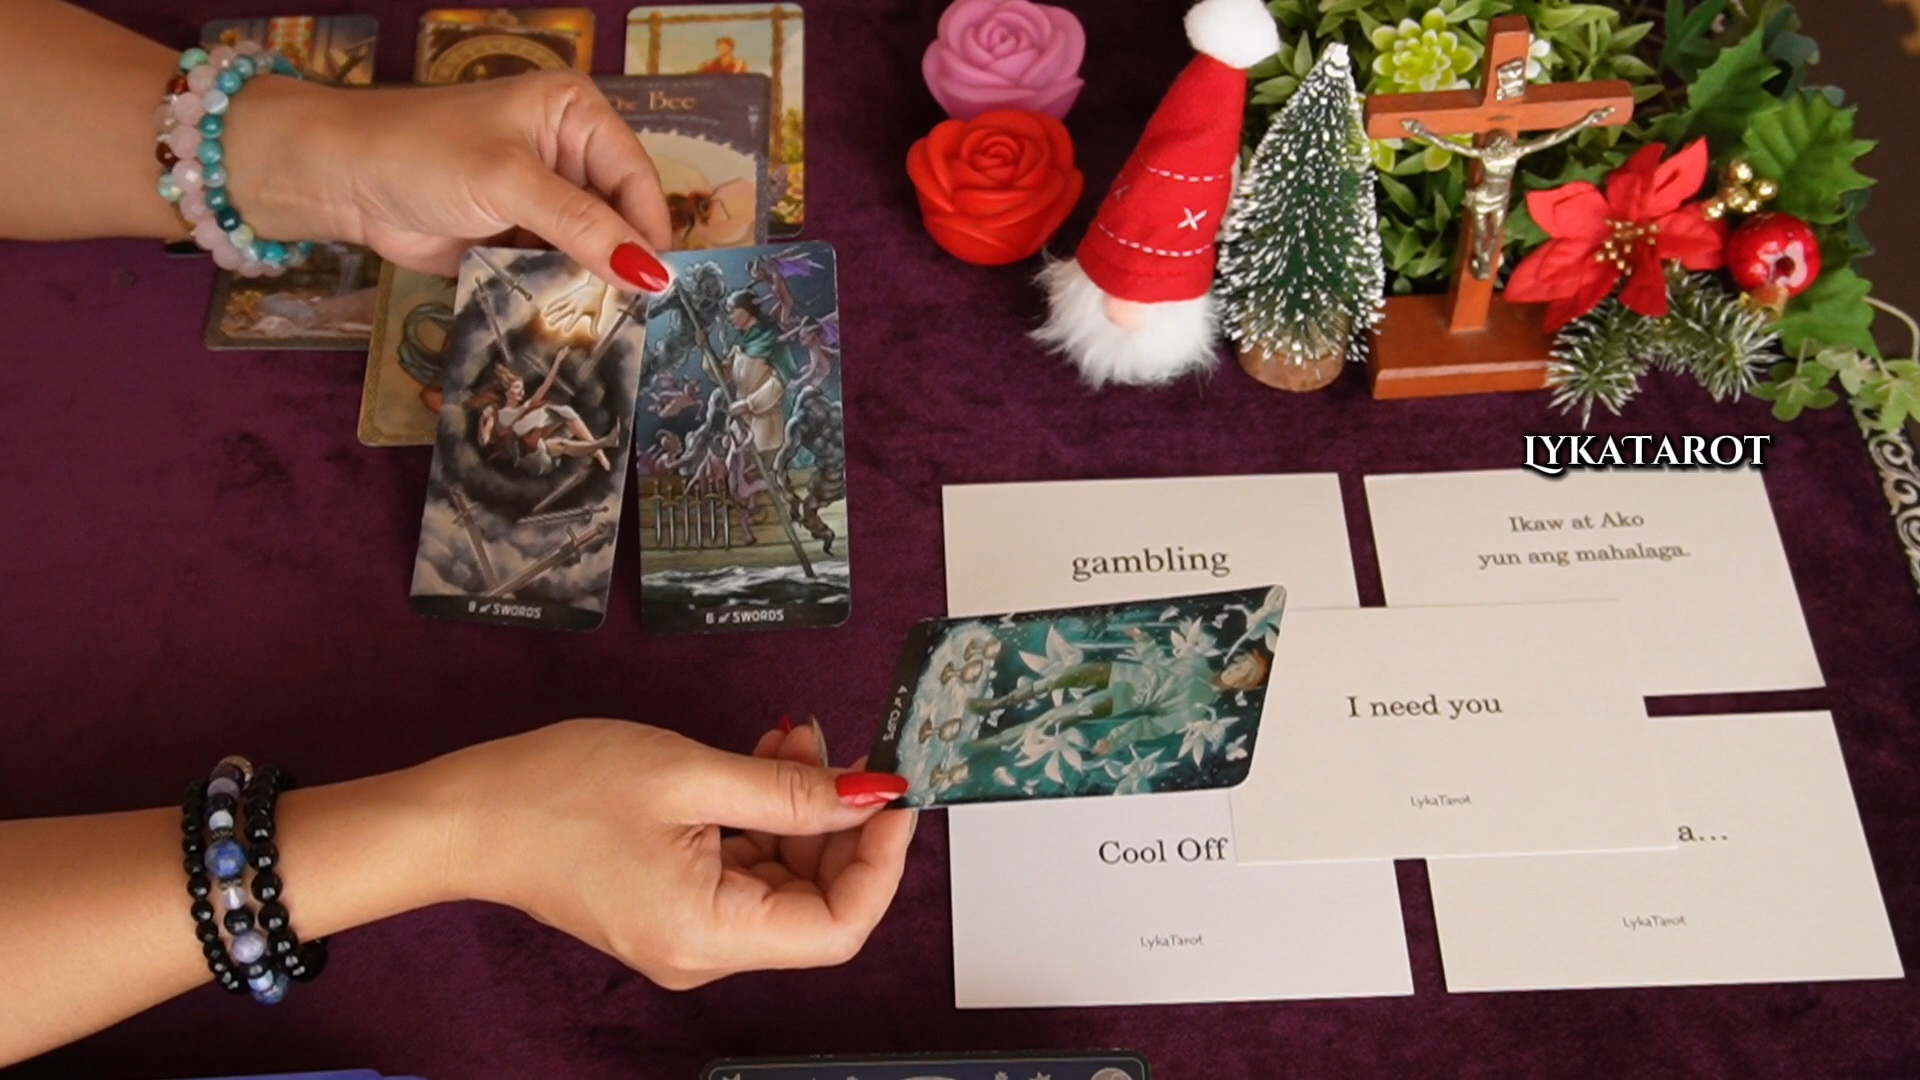 The Bee
LYKATAROT
8 of SWORDS
6 of SWORDS
4 of CUPS
gambling
Ikaw at Ako
yun ang mahalaga.
I need you
LykaTarot
Cool Off
LykaTarot
a...
LykaTarot